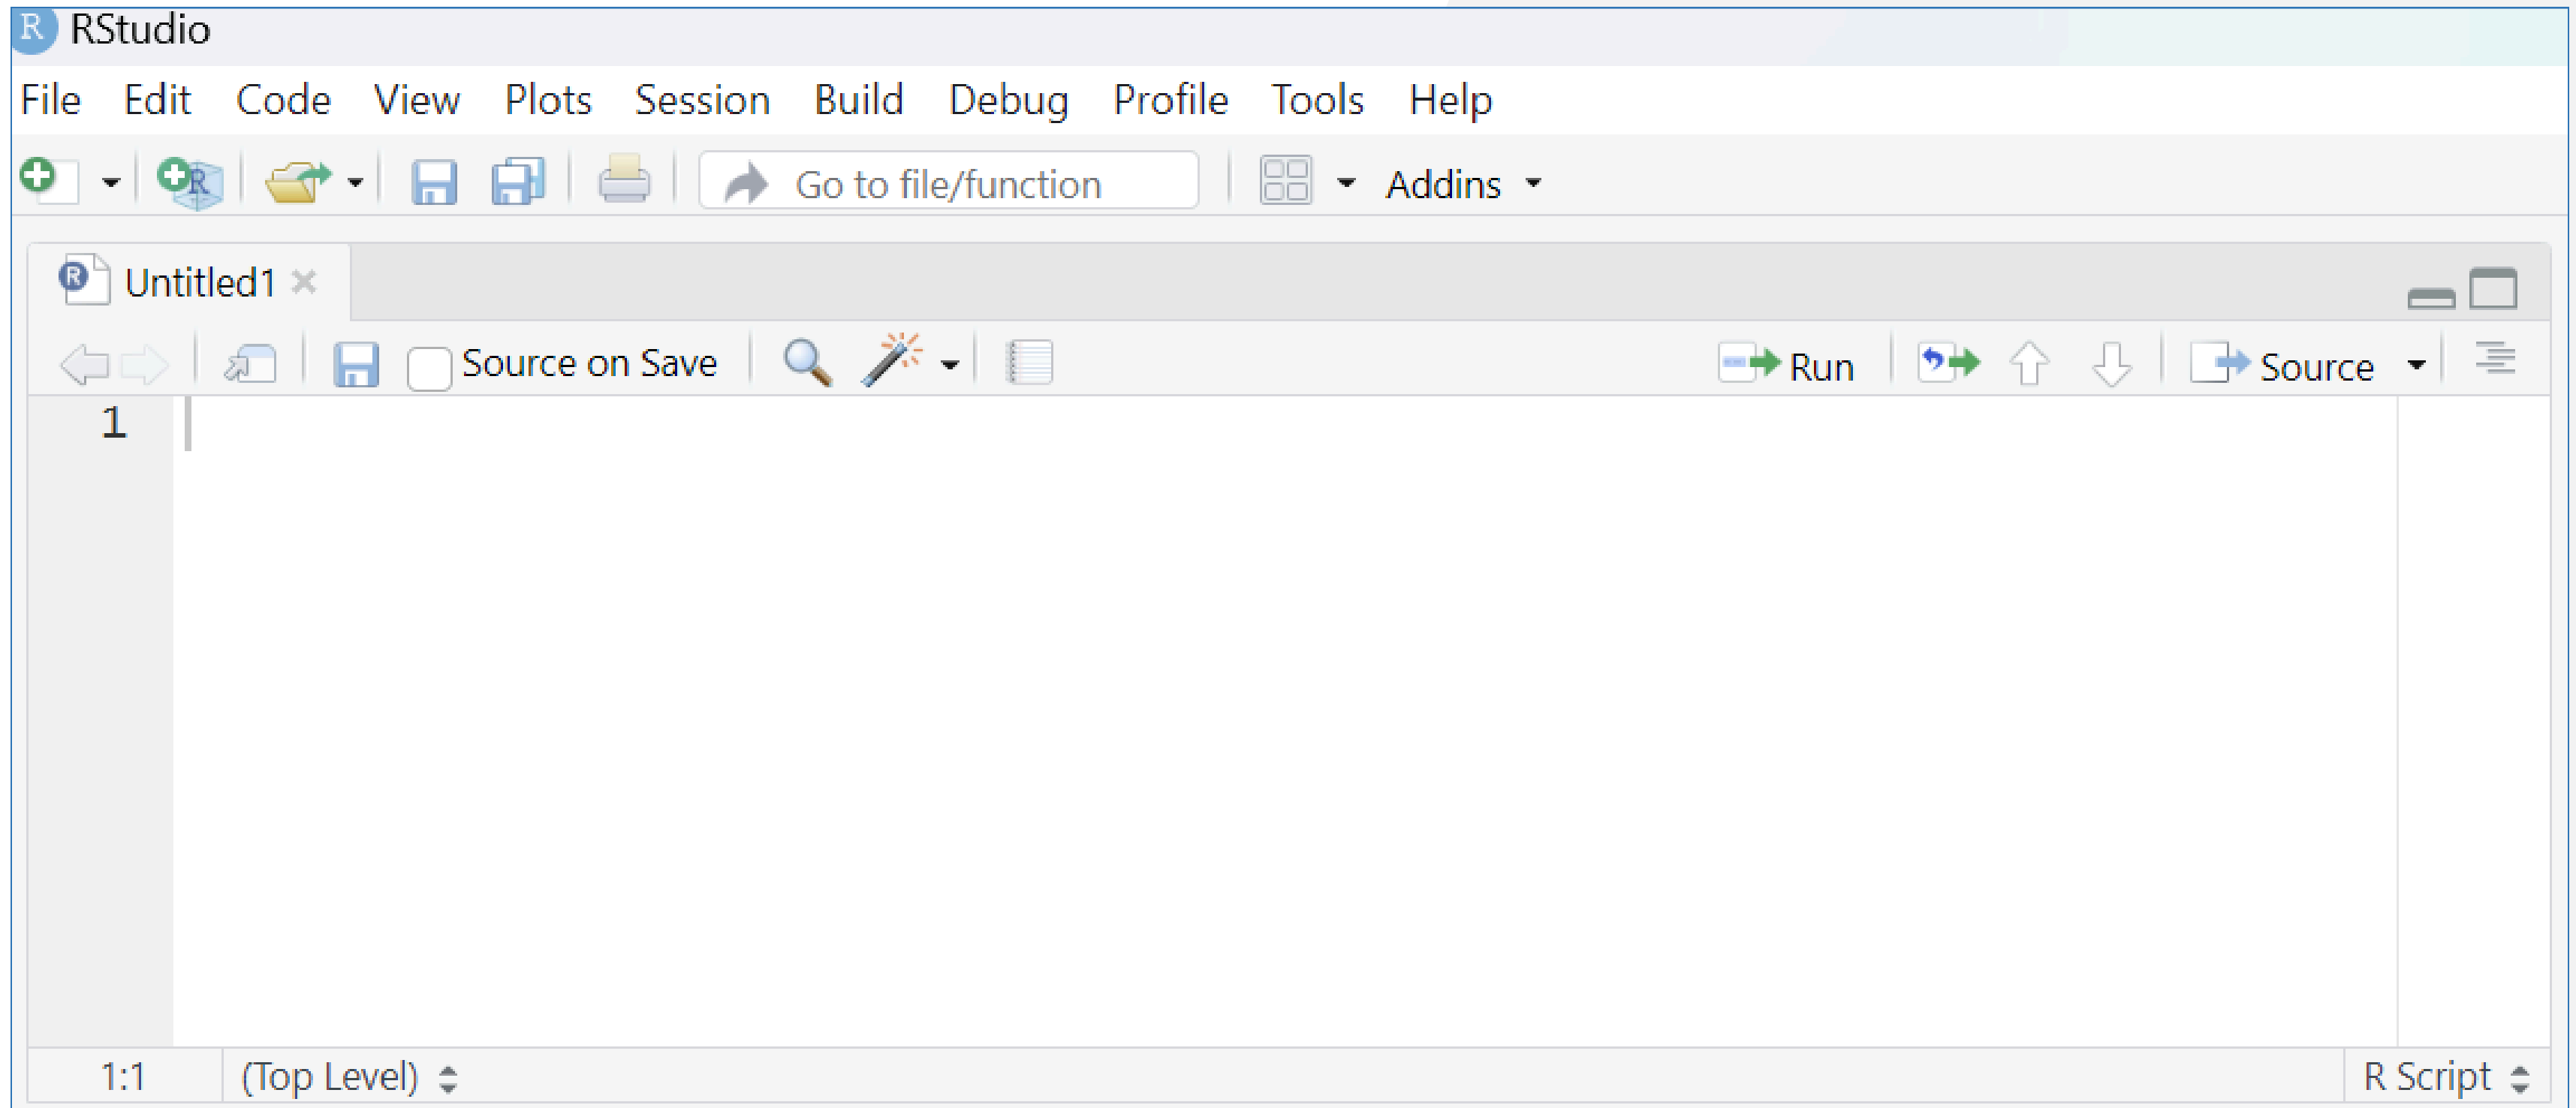 R RStudio
File Edit Code View Plots Session Build Debug Profile Tools Help
R Go to file/function Addins
R Untitled1
Source on Save Run Source
1
1:1 (Top Level) R Script